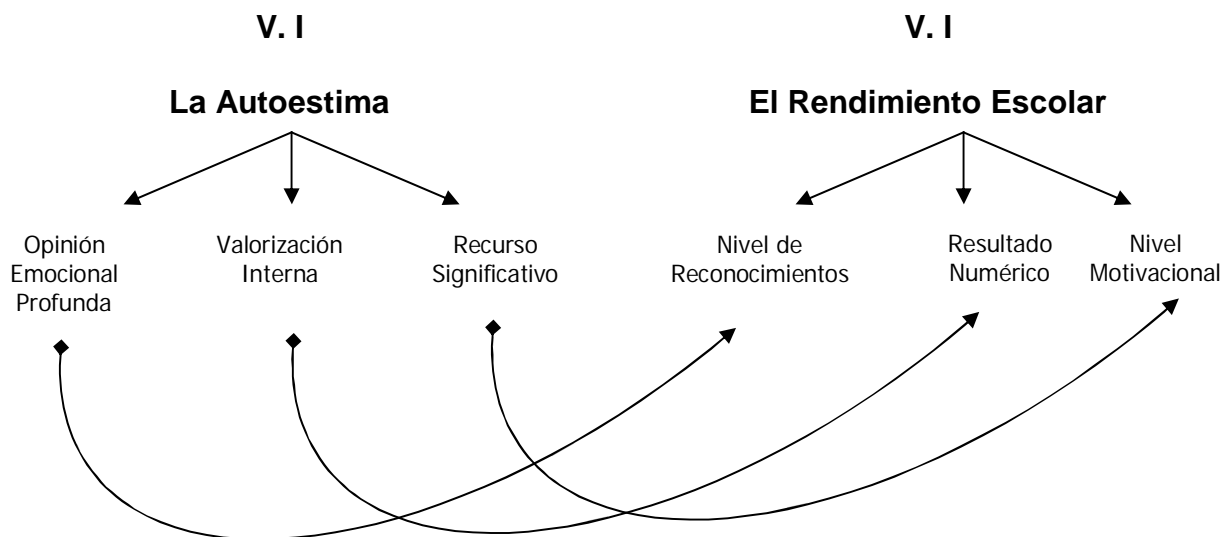 V. I
La Autoestima
Opinión
Emocional
Profunda
Valorización
Interna
Recurso
Significativo
V. I
El Rendimiento Escolar
Nivel de
Reconocimientos
Resultado
Numérico
Nivel
Motivacional